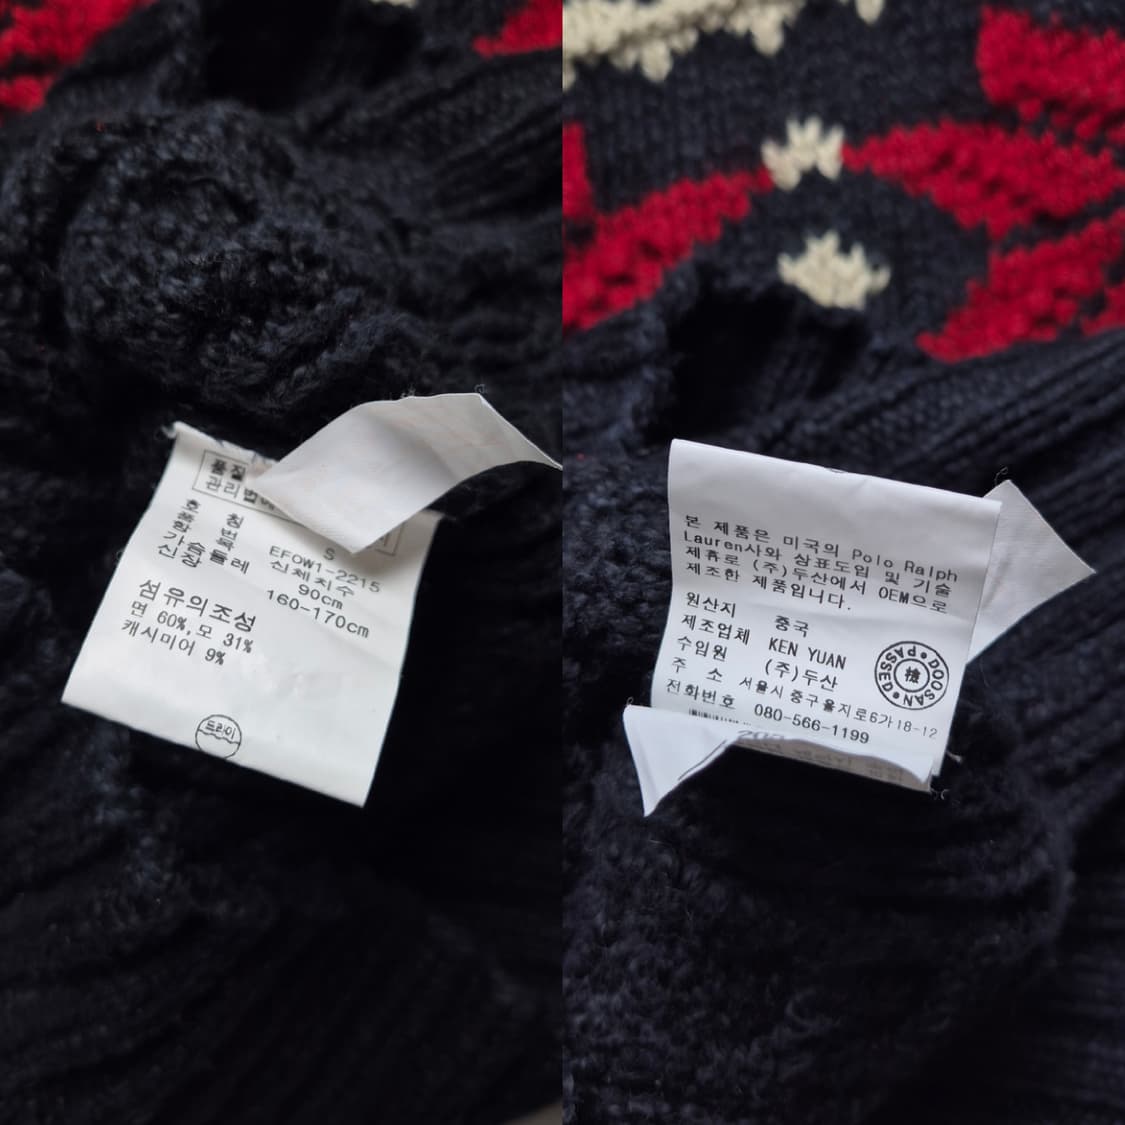 품질
관리
호칭 S
품번 EFOW1-2215
신체치수
가슴둘레 90cm
신장 160-170cm
섬유의조성
면 60%,모 31%
캐시미어 9%
드라이
본 제품은 미국의 Polo Ralph
Lauren사와 상표도입 및 기술
제휴로 (주)두산에서 OEM으로
제조한 제품입니다.
원산지 중국
제조업체 KEN YUAN
수입원 (주)두산
주 소 서울시중구을지로6가18-12
전화번호 080-566-1199
DOOSAN • PASSED •
檢